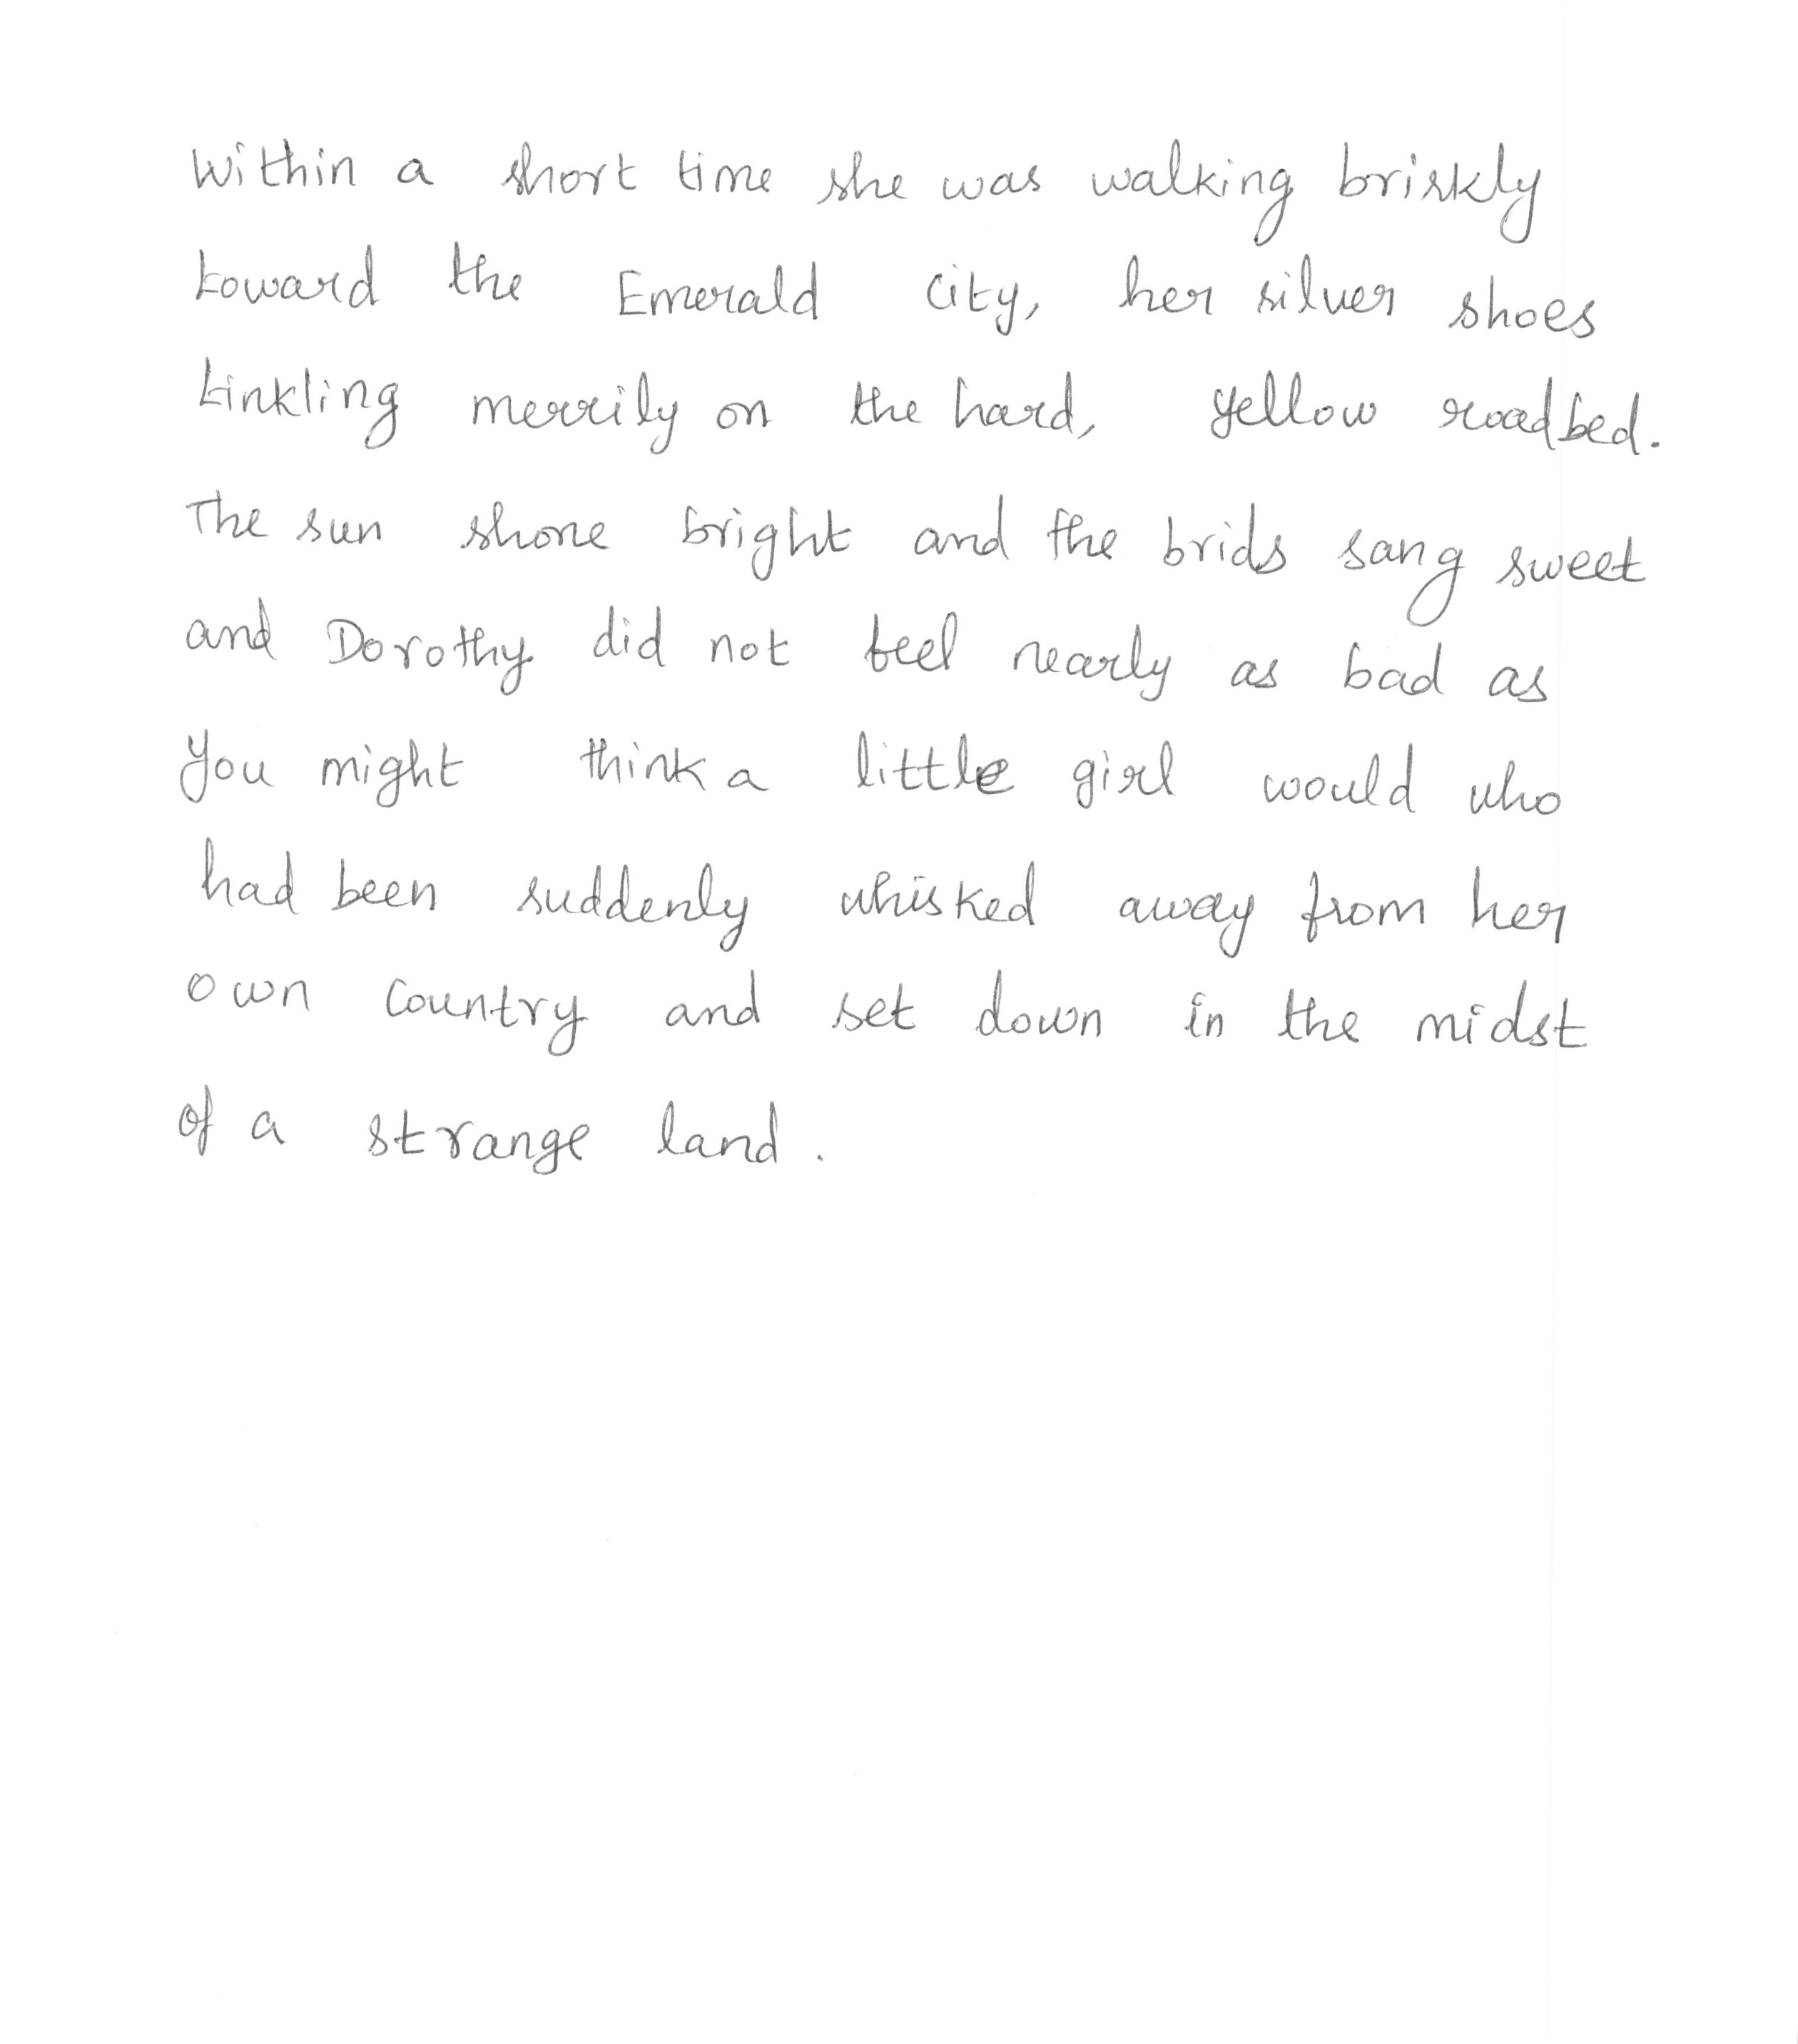 Within a short time she was walking briskly
toward the Emerald City, her silver shoes
tinkling merrily on the hard, yellow roadbed.
The sun shone bright and the brids sang sweet
and Dorothy did not feel nearly as bad as
you might think a little girl would who
had been suddenly whisked away from her
own country and set down in the midst
of a strange land.